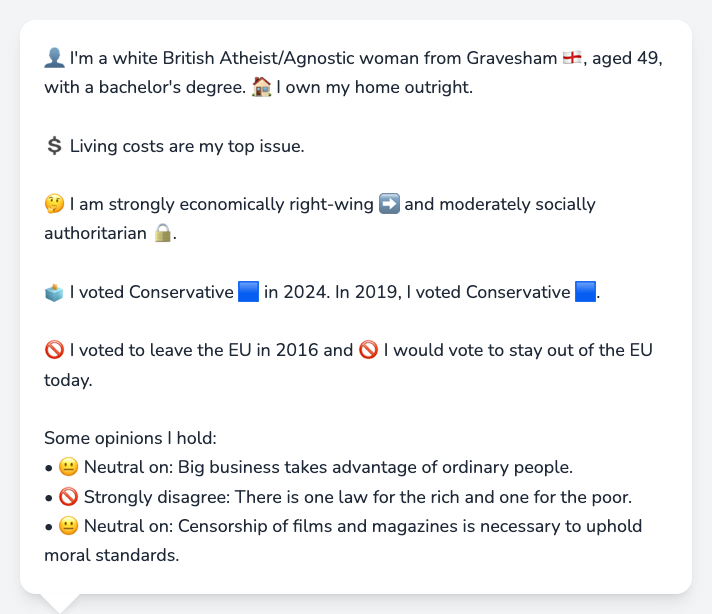 👤 I'm a white British Atheist/Agnostic woman from Gravesham 🏴󠁧󠁢󠁥󠁮󠁧󠁿, aged 49,
with a bachelor's degree. 🏠 I own my home outright.
💲 Living costs are my top issue.
🤔 I am strongly economically right-wing ➡️ and moderately socially
authoritarian 🔒.
🗳️ I voted Conservative 🟦 in 2024. In 2019, I voted Conservative 🟦.
🚫 I voted to leave the EU in 2016 and 🚫 I would vote to stay out of the EU
today.
Some opinions I hold:
• 😐 Neutral on: Big business takes advantage of ordinary people.
• 🚫 Strongly disagree: There is one law for the rich and one for the poor.
• 😐 Neutral on: Censorship of films and magazines is necessary to uphold
moral standards.